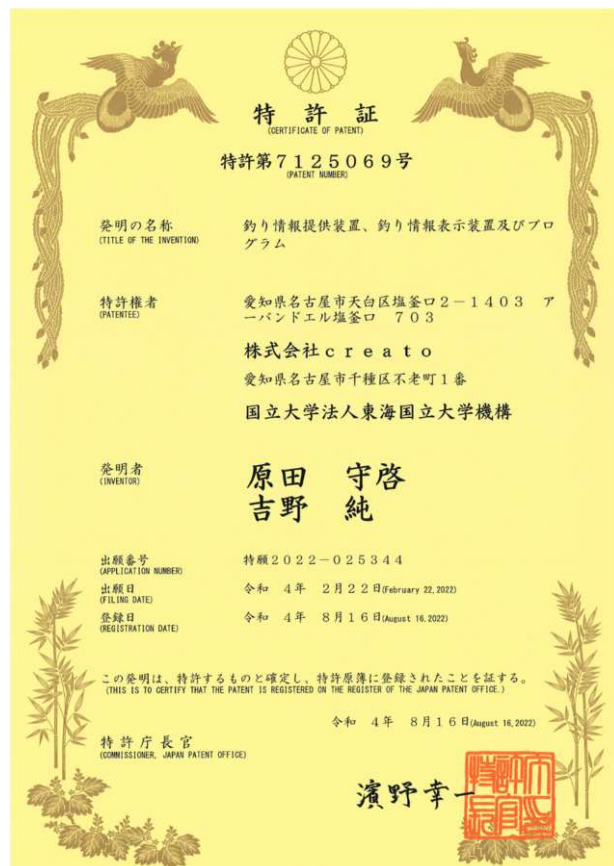 特許証
(CERTIFICATE OF PATENT)
特許第7125069号
(PATENT NUMBER)
発明の名称
(TITLE OF THE INVENTION)
釣り情報提供装置、釣り情報表示装置及びプロ
グラム
特許権者
(PATENTEE)
愛知県名古屋市天白区塩釜口2-1403 ア
ーバンドエル塩釜口 703
株式会社creato
愛知県名古屋市千種区不老町1番
国立大学法人東海国立大学機構
発明者
(INVENTOR)
原田 守啓
吉野 純
出願番号
(APPLICATION NUMBER)
特願2022-025344
出願日
(FILING DATE)
令和 4年 2月22日(February 22,2022)
登録日
(REGISTRATION DATE)
令和 4年 8月16日(August 16,2022)
この発明は、特許するものと確定し、特許原簿に登録されたことを証する。
(THIS IS TO CERTIFY THAT THE PATENT IS REGISTERED ON THE REGISTER OF THE JAPAN PATENT OFFICE.)
令和 4年 8月16日(August 16,2022)
特許庁長官
(COMMISSIONER, JAPAN PATENT OFFICE)
濱野幸一